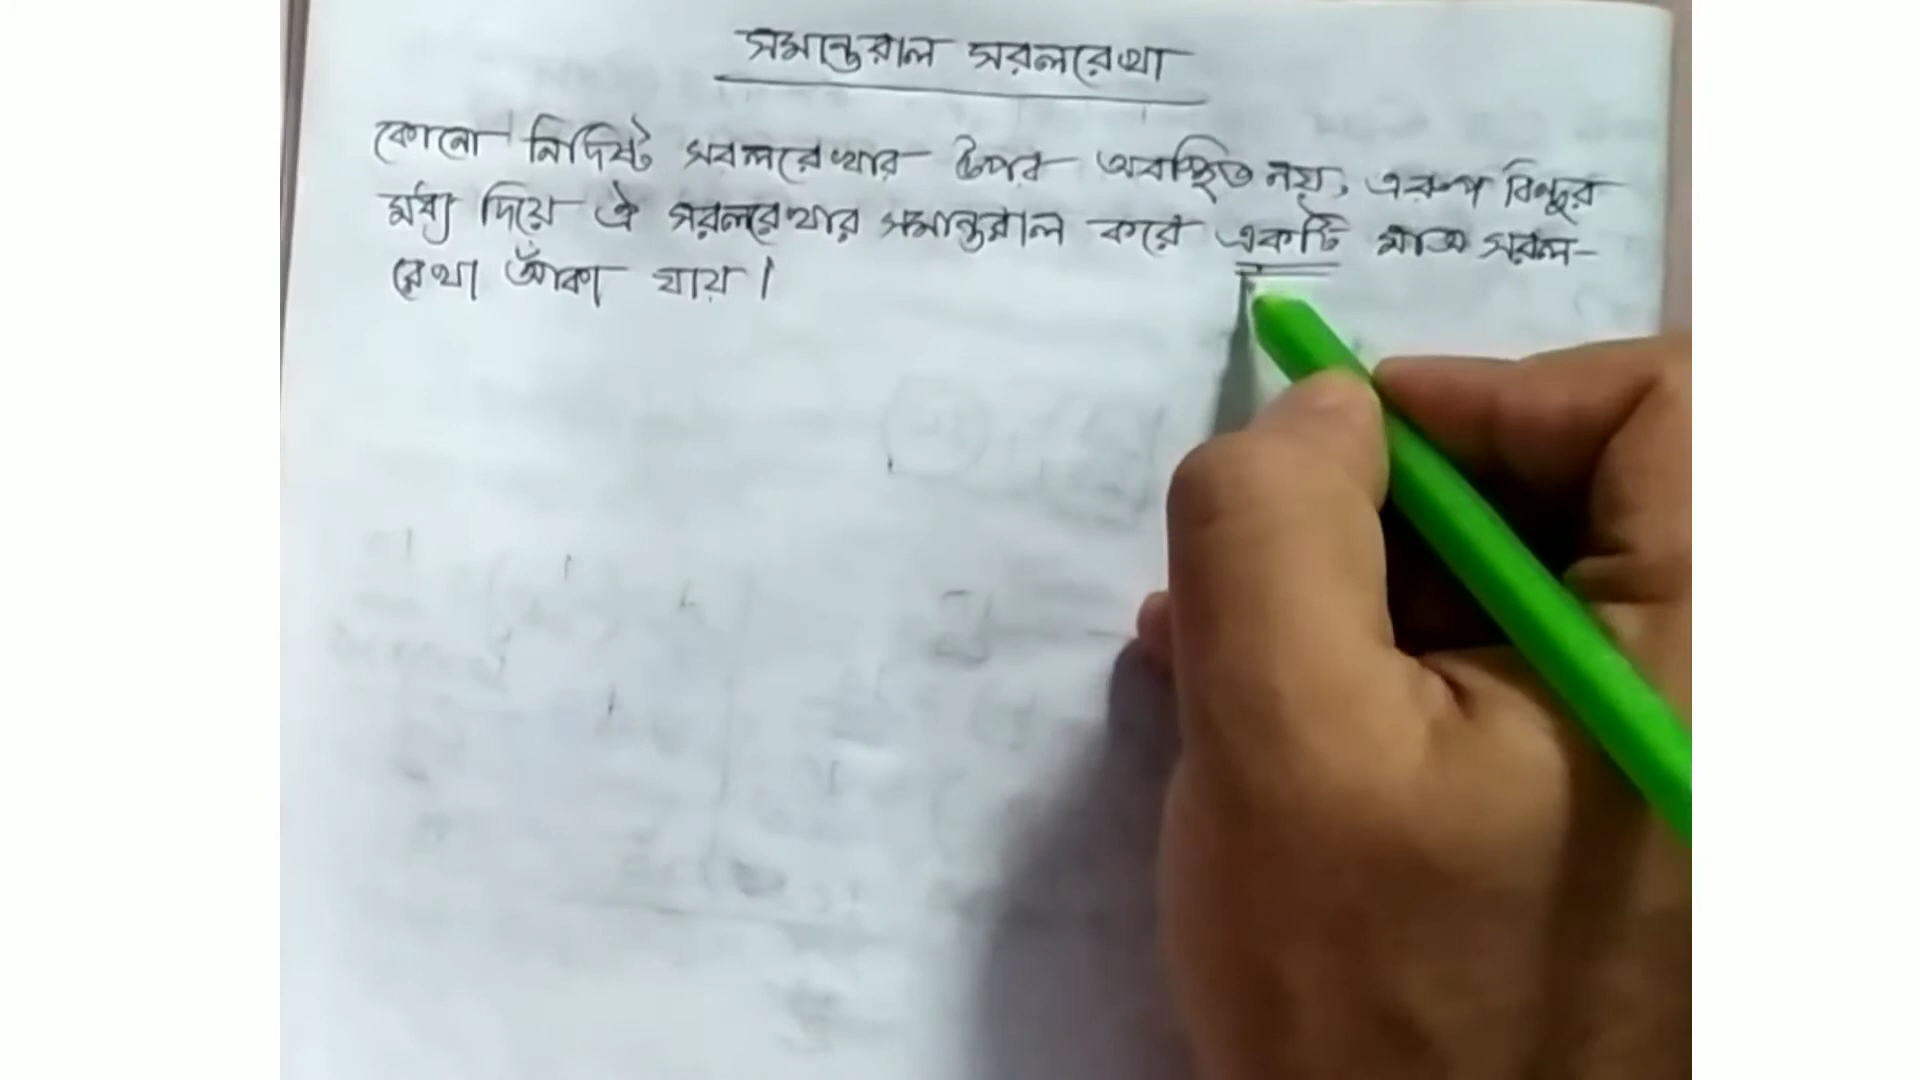 সমান্তরাল সরলরেখা
কোনো নির্দিষ্ট সরলরেখার উপর অবস্থিত নয়, এরুপ বিন্দুর
মধ্য দিয়ে ঐ সরলরেখার সমান্তরাল করে একটি মাত্র সরল-
রেখা আঁকা যায়।